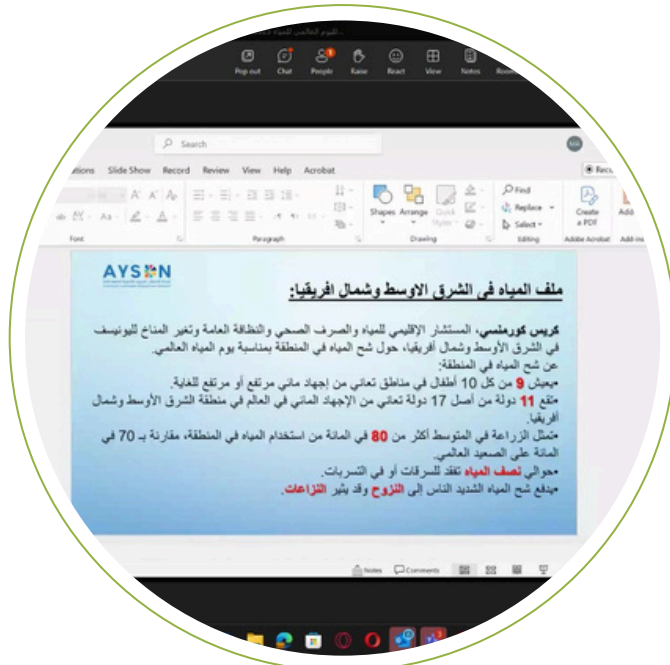 Pop out Chat People Raise React View Notes
Search
Slide Show Record Review View Help Acrobat
Shapes Arrange Quick Styles
Find
Replace
Select
Create a PDF
Font Paragraph Drawing Editing Adobe Acrobat
AYSON
ملف المياه في الشرق الاوسط وشمال افريقيا:
كريس كورمنسي، المستشار الإقليمي للمياه والصرف الصحي والنظافة العامة وتغير المناخ لليونيسف
في الشرق الأوسط وشمال أفريقيا، حول شح المياه في المنطقة بمناسبة يوم المياه العالمي.
عن شح المياه في المنطقة:
•يعيش 9 من كل 10 أطفال في مناطق تعاني من إجهاد مائي مرتفع أو مرتفع للغاية.
•تقع 11 دولة من أصل 17 دولة تعاني من الإجهاد المائي في العالم في منطقة الشرق الأوسط وشمال
أفريقيا.
•تمثل الزراعة في المتوسط أكثر من 80 في المائة من استخدام المياه في المنطقة، مقارنة بـ 70 في
المائة على الصعيد العالمي.
•حوالي نصف المياه تفقد للسرقات أو في التسربات.
•يدفع شح المياه الشديد الناس إلى النزوح وقد يثير النزاعات.
Notes Comments